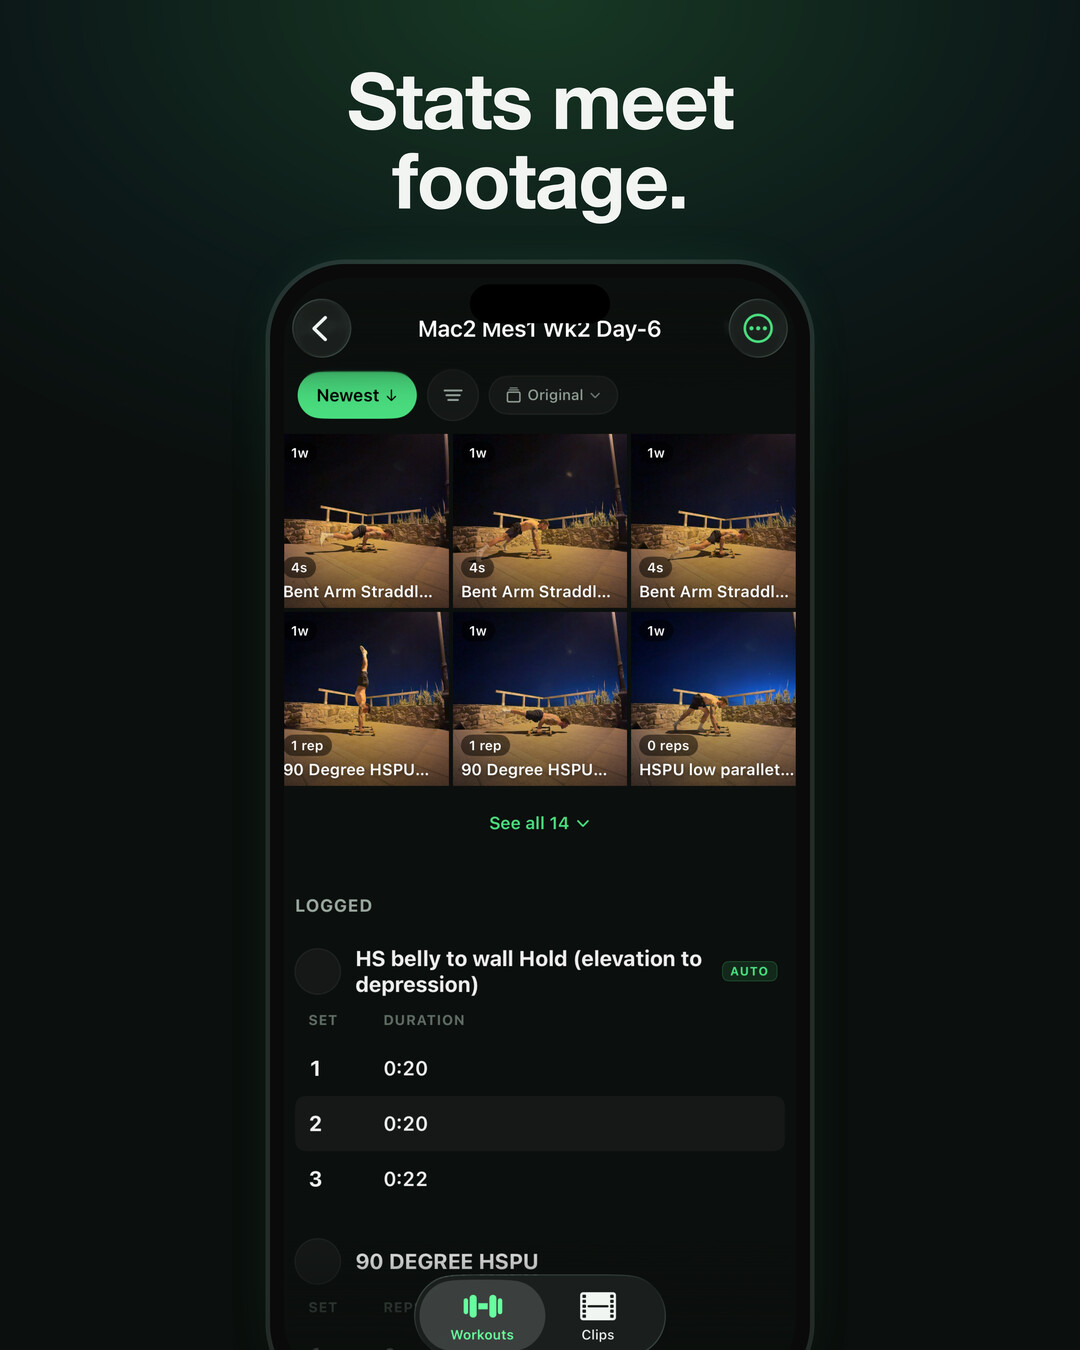 Stats meet
footage.
Mac2 Mes1 Wk2 Day-6
Newest ↓
Original
1w
1w
1w
4s
4s
4s
Bent Arm Straddl...
Bent Arm Straddl...
Bent Arm Straddl...
1w
1w
1w
1 rep
1 rep
0 reps
90 Degree HSPU...
90 Degree HSPU...
HSPU low parallet...
See all 14
LOGGED
HS belly to wall Hold (elevation to
depression)
AUTO
SET DURATION
1 0:20
2 0:20
3 0:22
90 DEGREE HSPU
SET REP
Workouts
Clips